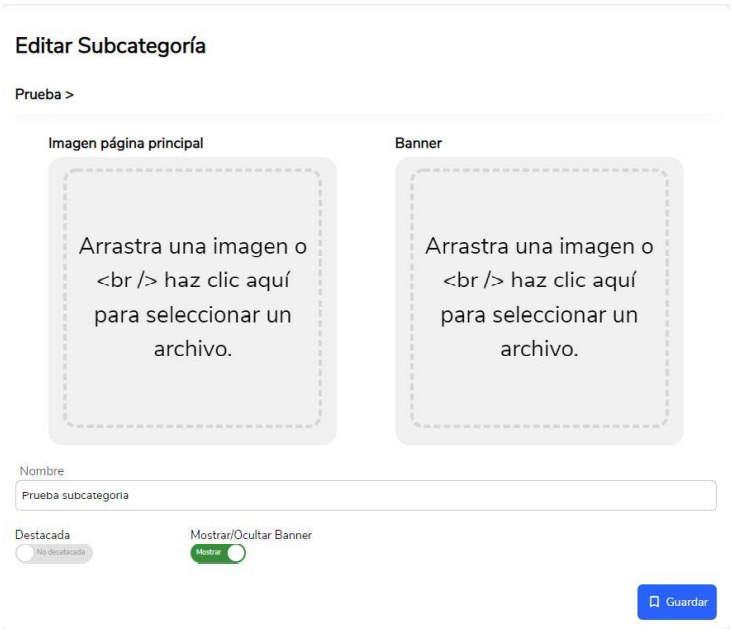 Editar Subcategoría
Prueba >
Imagen página principal
Banner
Arrastra una imagen o
<br /> haz clic aquí
para seleccionar un
archivo.
Arrastra una imagen o
<br /> haz clic aquí
para seleccionar un
archivo.
Nombre
Prueba subcategoria
Destacada
Mostrar/Ocultar Banner
No desatacada
Mostrar
Guardar